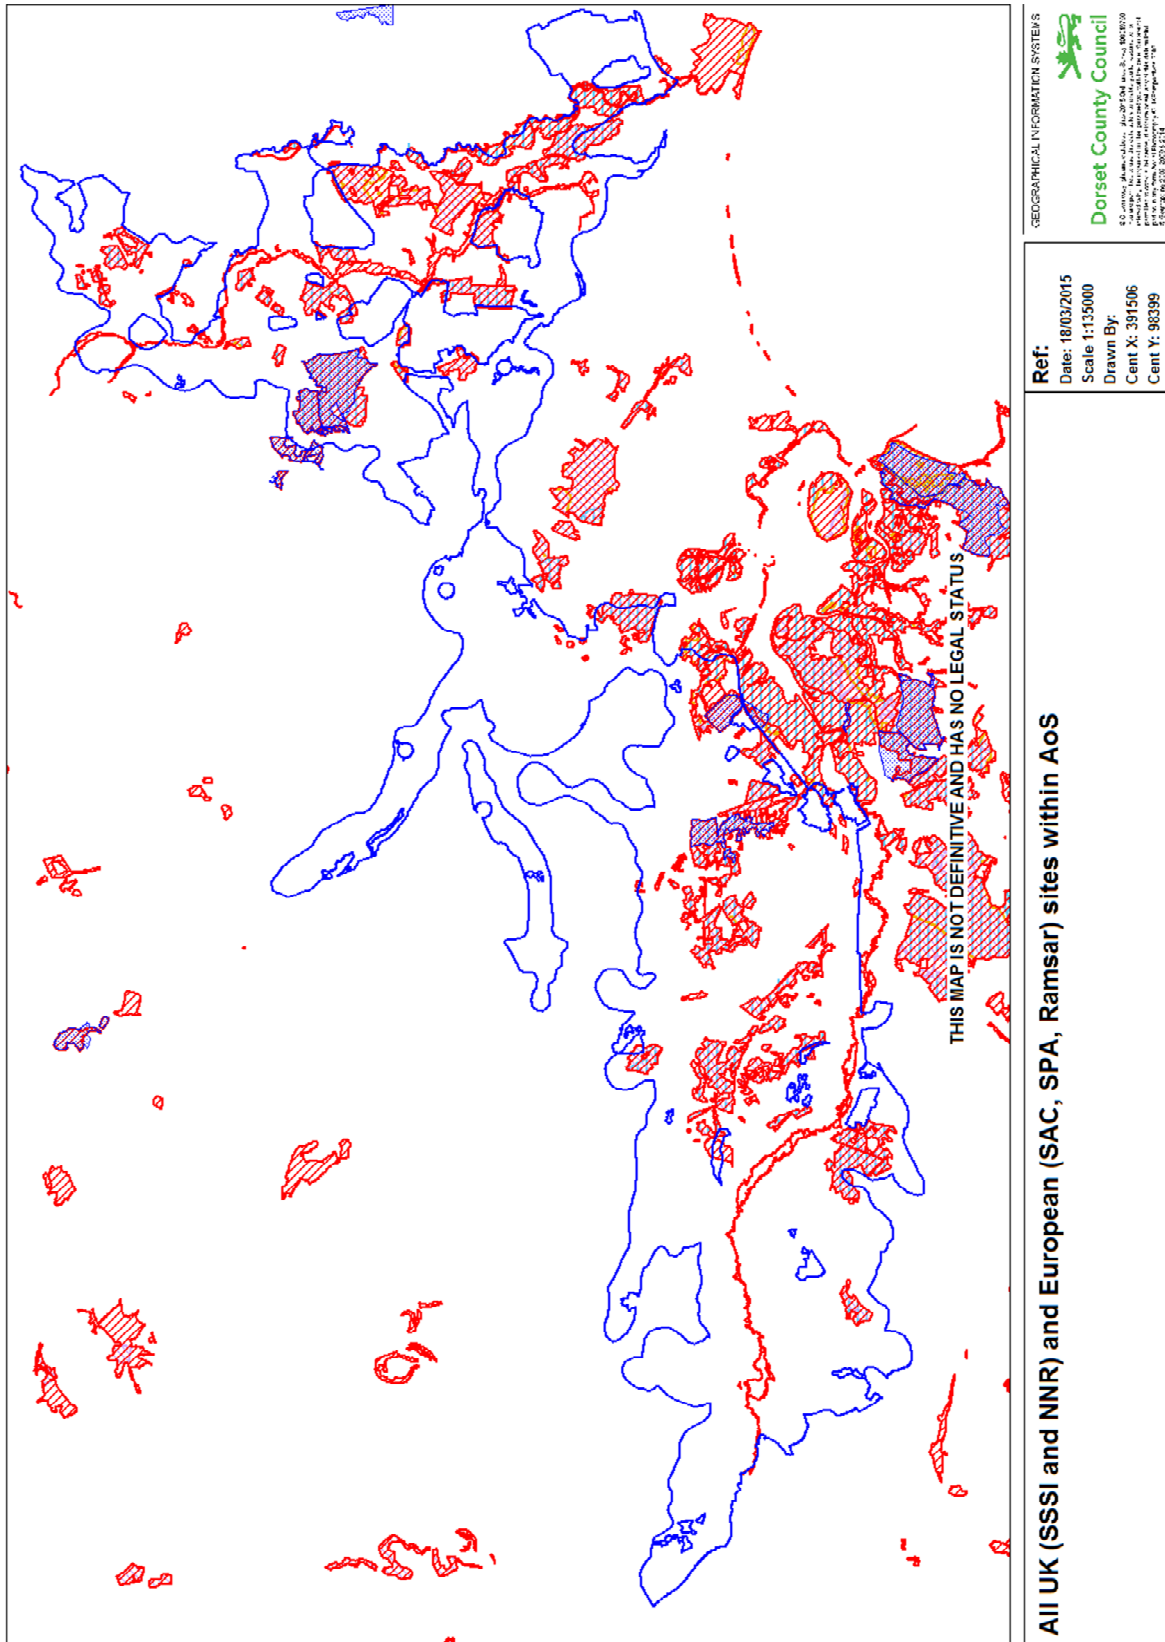 THIS MAP IS NOT DEFINITIVE AND HAS NO LEGAL STATUS
All UK (SSSI and NNR) and European (SAC, SPA, Ramsar) sites within AoS
Ref:
Date: 18/03/2015
Scale 1:135000
Drawn By:
Cent X: 391506
Cent Y: 98399
GEOGRAPHICAL INFORMATION SYSTEMS
Dorset County Council